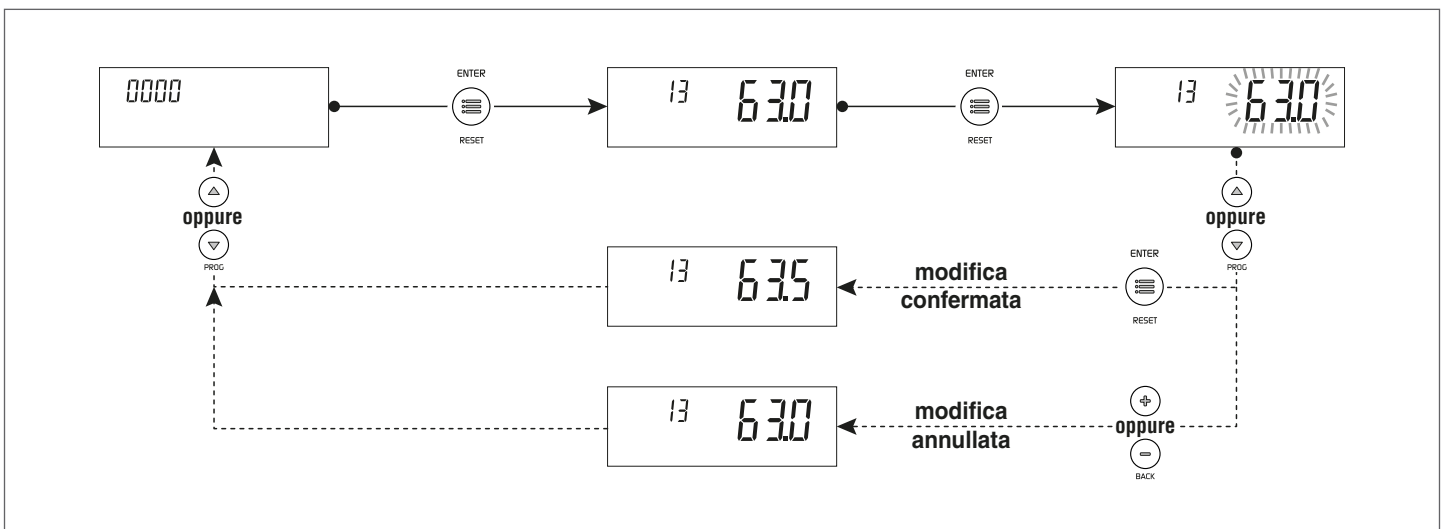 ENTER
ENTER
0000
13 63.0
13 63.0
RESET
RESET
oppure
oppure
PROG
PROG
ENTER
13 63.5
modifica
confermata
RESET
13 63.0
modifica
annullata
oppure
BACK